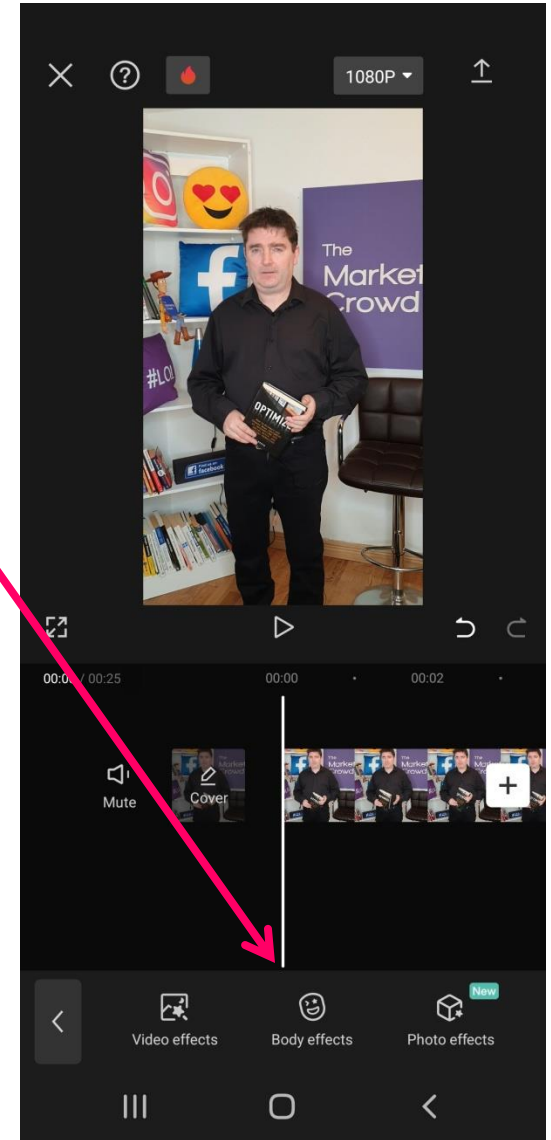 1080P
The
Market
Crowd
#LOL
OPTIMIZE
facebook
00:00 / 00:25
00:00
00:02
Mute
Cover
New
Video effects
Body effects
Photo effects